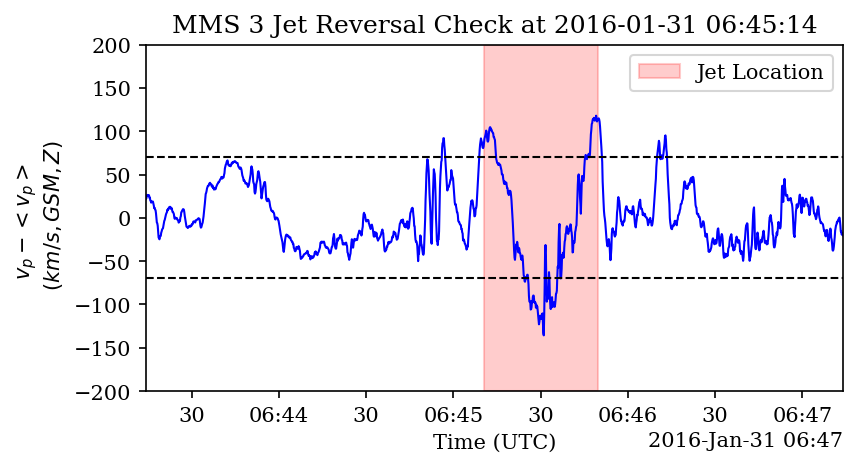 MMS 3 Jet Reversal Check at 2016-01-31 06:45:14
200
150
100
50
0
−50
−100
−150
−200
v_p − < v_p >
(km/s, GSM, Z)
Jet Location
30 06:44 30 06:45 30 06:46 30 06:47
Time (UTC)
2016-Jan-31 06:47